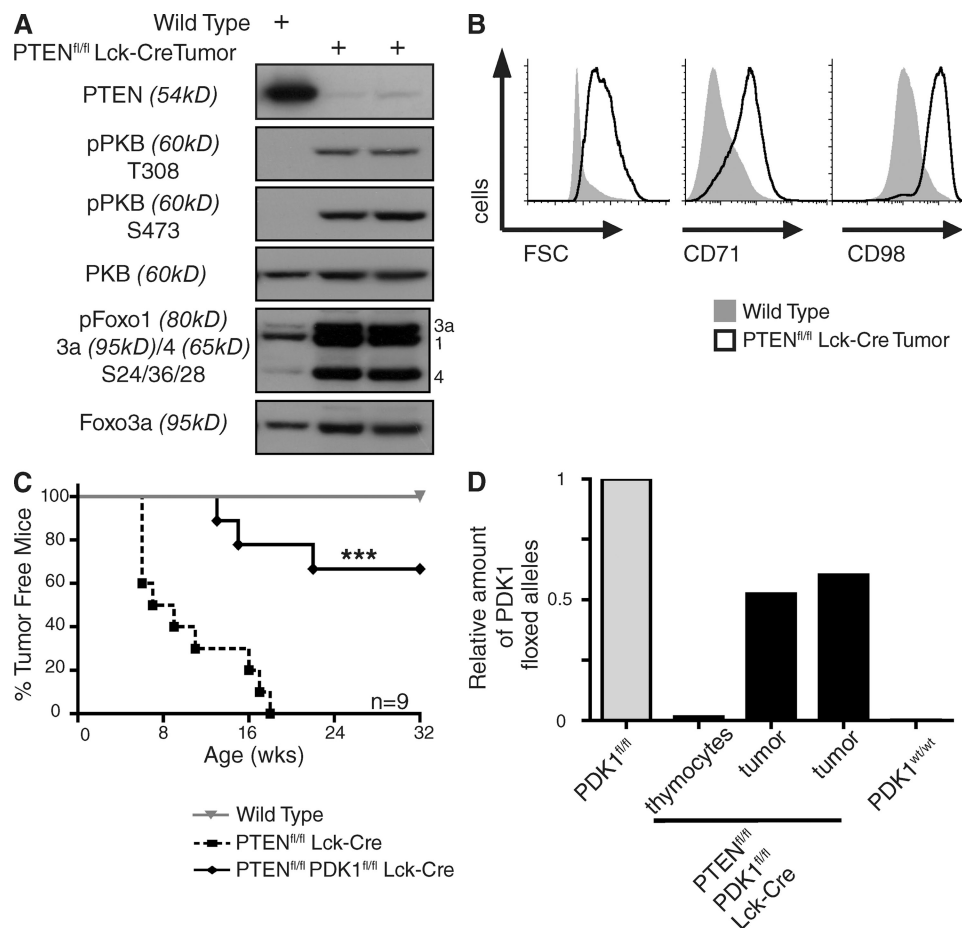 A
Wild Type +
PTENfl/fl Lck-CreTumor + +
PTEN (54kD)
pPKB (60kD)
T308
pPKB (60kD)
S473
PKB (60kD)
pFoxo1 (80kD)
3a (95kD)/4 (65kD)
S24/36/28
3a
1
4
Foxo3a (95kD)
B
cells
FSC
CD71
CD98
Wild Type
PTENfl/fl Lck-Cre Tumor
C
% Tumor Free Mice
100
80
60
40
20
0
0 8 16 24 32
***
n=9
Age (wks)
Wild Type
PTENfl/fl Lck-Cre
PTENfl/fl PDK1fl/fl Lck-Cre
D
Relative amount
of PDK1
floxed alleles
1
0.5
0
PDK1fl/fl
thymocytes
tumor
tumor
PDK1wt/wt
PTENfl/fl
PDK1fl/fl
Lck-Cre